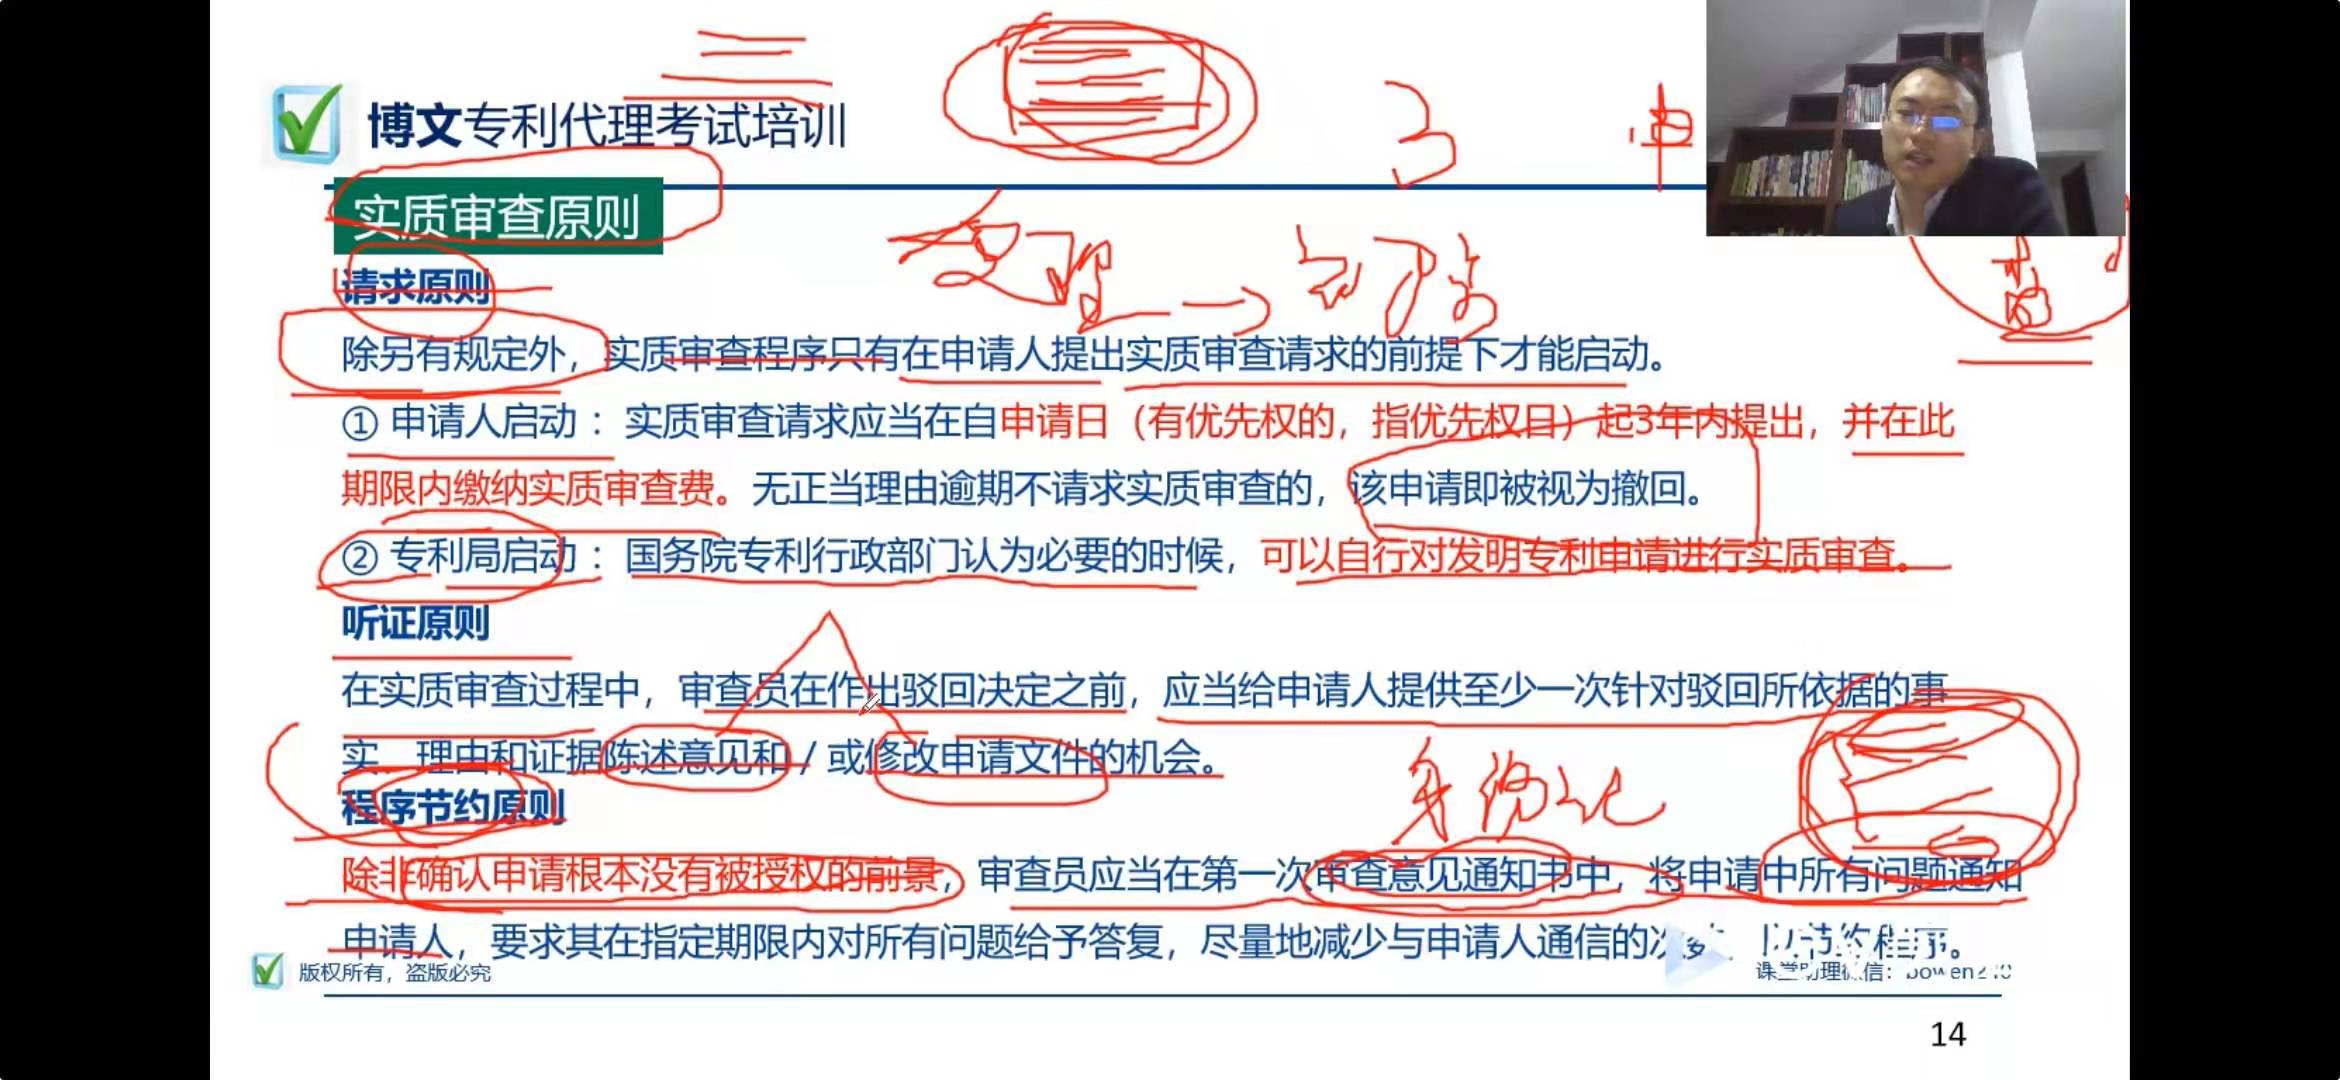 博文专利代理考试培训
3 申
实质审查原则
受理 → 初步
请求原则
除另有规定外，实质审查程序只有在申请人提出实质审查请求的前提下才能启动。
① 申请人启动：实质审查请求应当在自申请日（有优先权的，指优先权日）起3年内提出，并在此
期限内缴纳实质审查费。无正当理由逾期不请求实质审查的，该申请即被视为撤回。
② 专利局启动：国务院专利行政部门认为必要的时候，可以自行对发明专利申请进行实质审查。
听证原则
在实质审查过程中，审查员在作出驳回决定之前，应当给申请人提供至少一次针对驳回所依据的事
实、理由和证据陈述意见和 / 或修改申请文件的机会。
程序节约原则
除非确认申请根本没有被授权的前景，审查员应当在第一次审查意见通知书中，将申请中所有问题通知
申请人，要求其在指定期限内对所有问题给予答复，尽量地减少与申请人通信的次数，以节约程序。
版权所有，盗版必究
课堂助理微信：bowen210
14